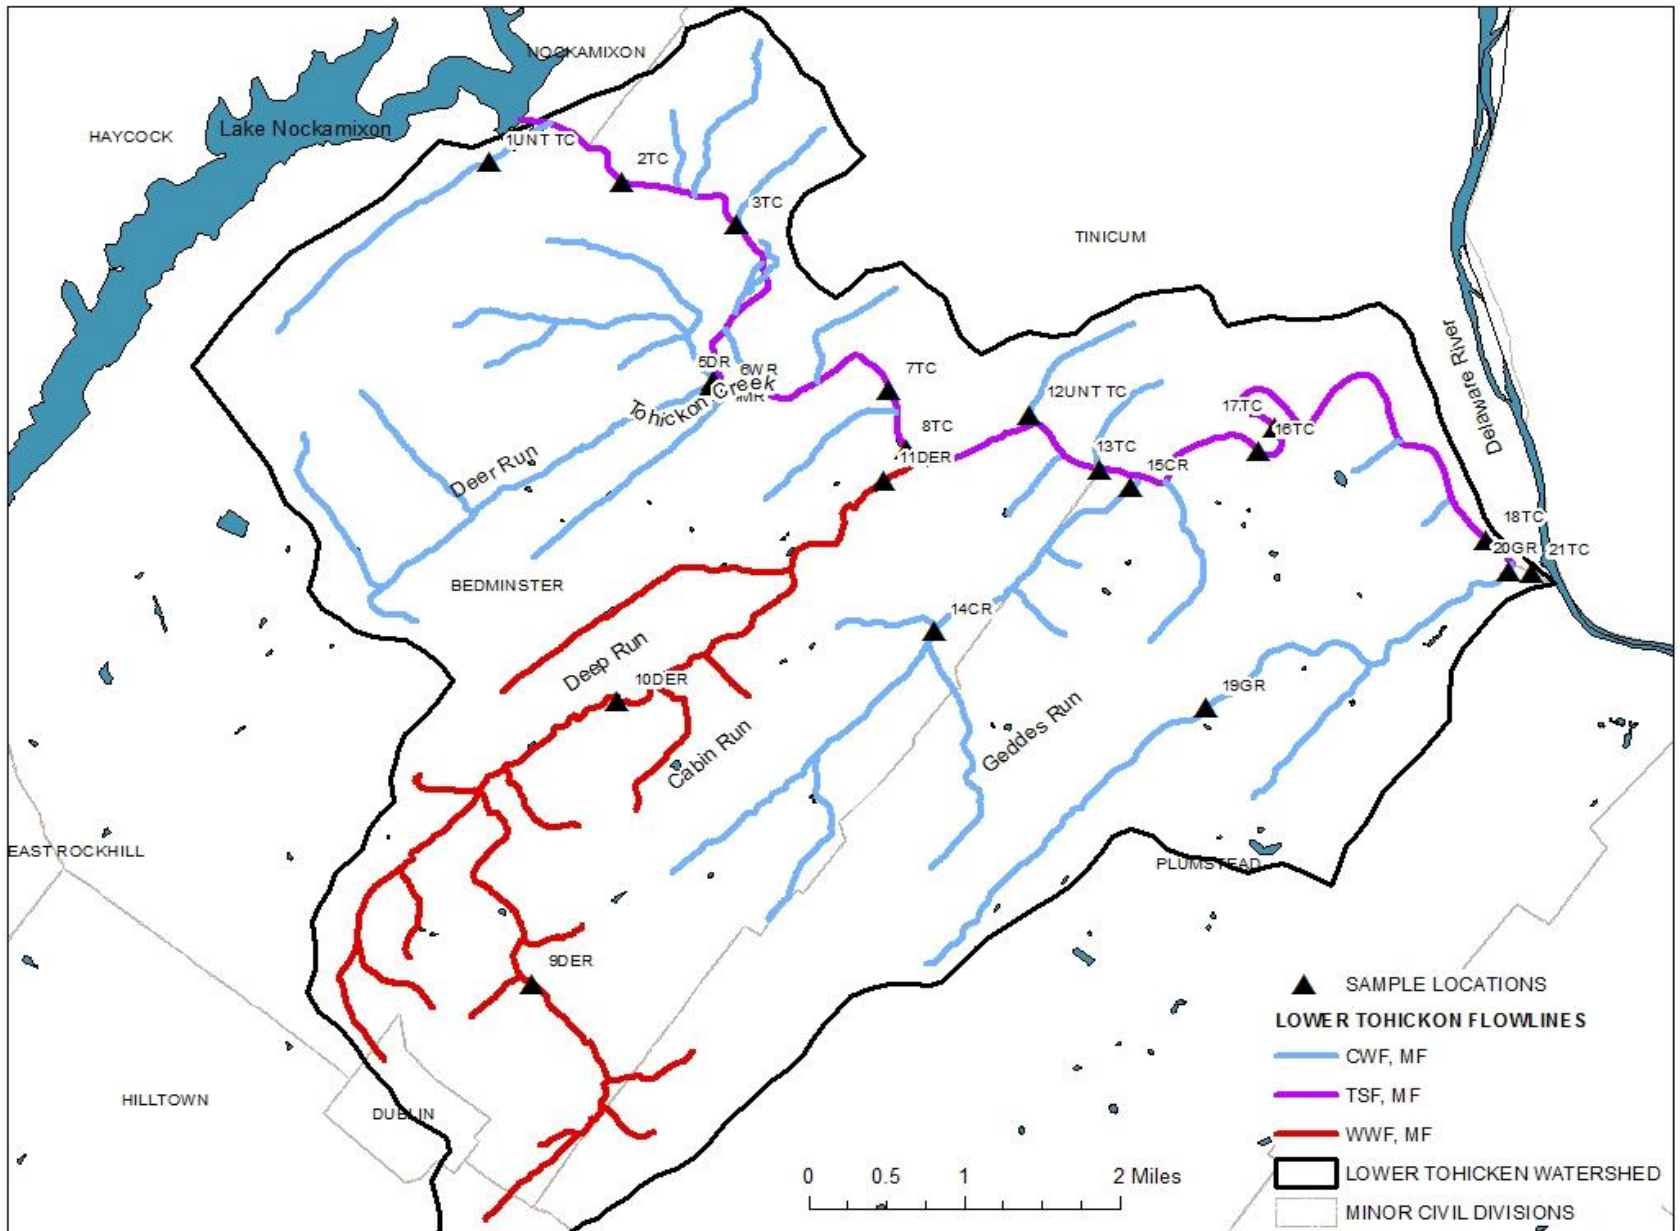 NOCKAMIXON
HAYCOCK
Lake Nockamixon
1UNT TC
2TC
3TC
TINICUM
5DR
6WR
Tohickon Creek
7TC
8TC
11DER
12UNT TC
13TC
15CR
17TC
16TC
Delaware River
18TC
20GR
21TC
Deer Run
BEDMINSTER
14CR
Deep Run
10DER
Cabin Run
Geddes Run
19GR
EAST ROCKHILL
PLUMSTEAD
9DER
HILLTOWN
DUBLIN
0 0.5 1 2 Miles
SAMPLE LOCATIONS
LOWER TOHICKON FLOWLINES
CWF, MF
TSF, MF
WWF, MF
LOWER TOHICKEN WATERSHED
MINOR CIVIL DIVISIONS